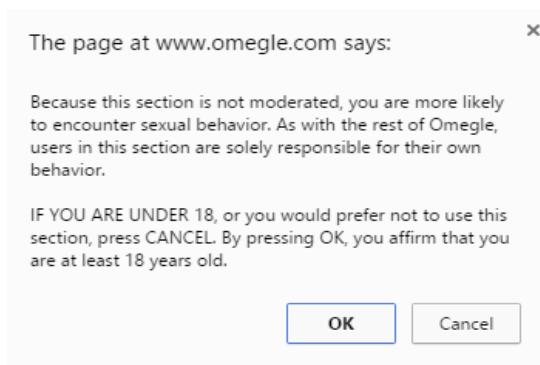 The page at www.omegle.com says:
Because this section is not moderated, you are more likely
to encounter sexual behavior. As with the rest of Omegle,
users in this section are solely responsible for their own
behavior.
IF YOU ARE UNDER 18, or you would prefer not to use this
section, press CANCEL. By pressing OK, you affirm that you
are at least 18 years old.
OK
Cancel